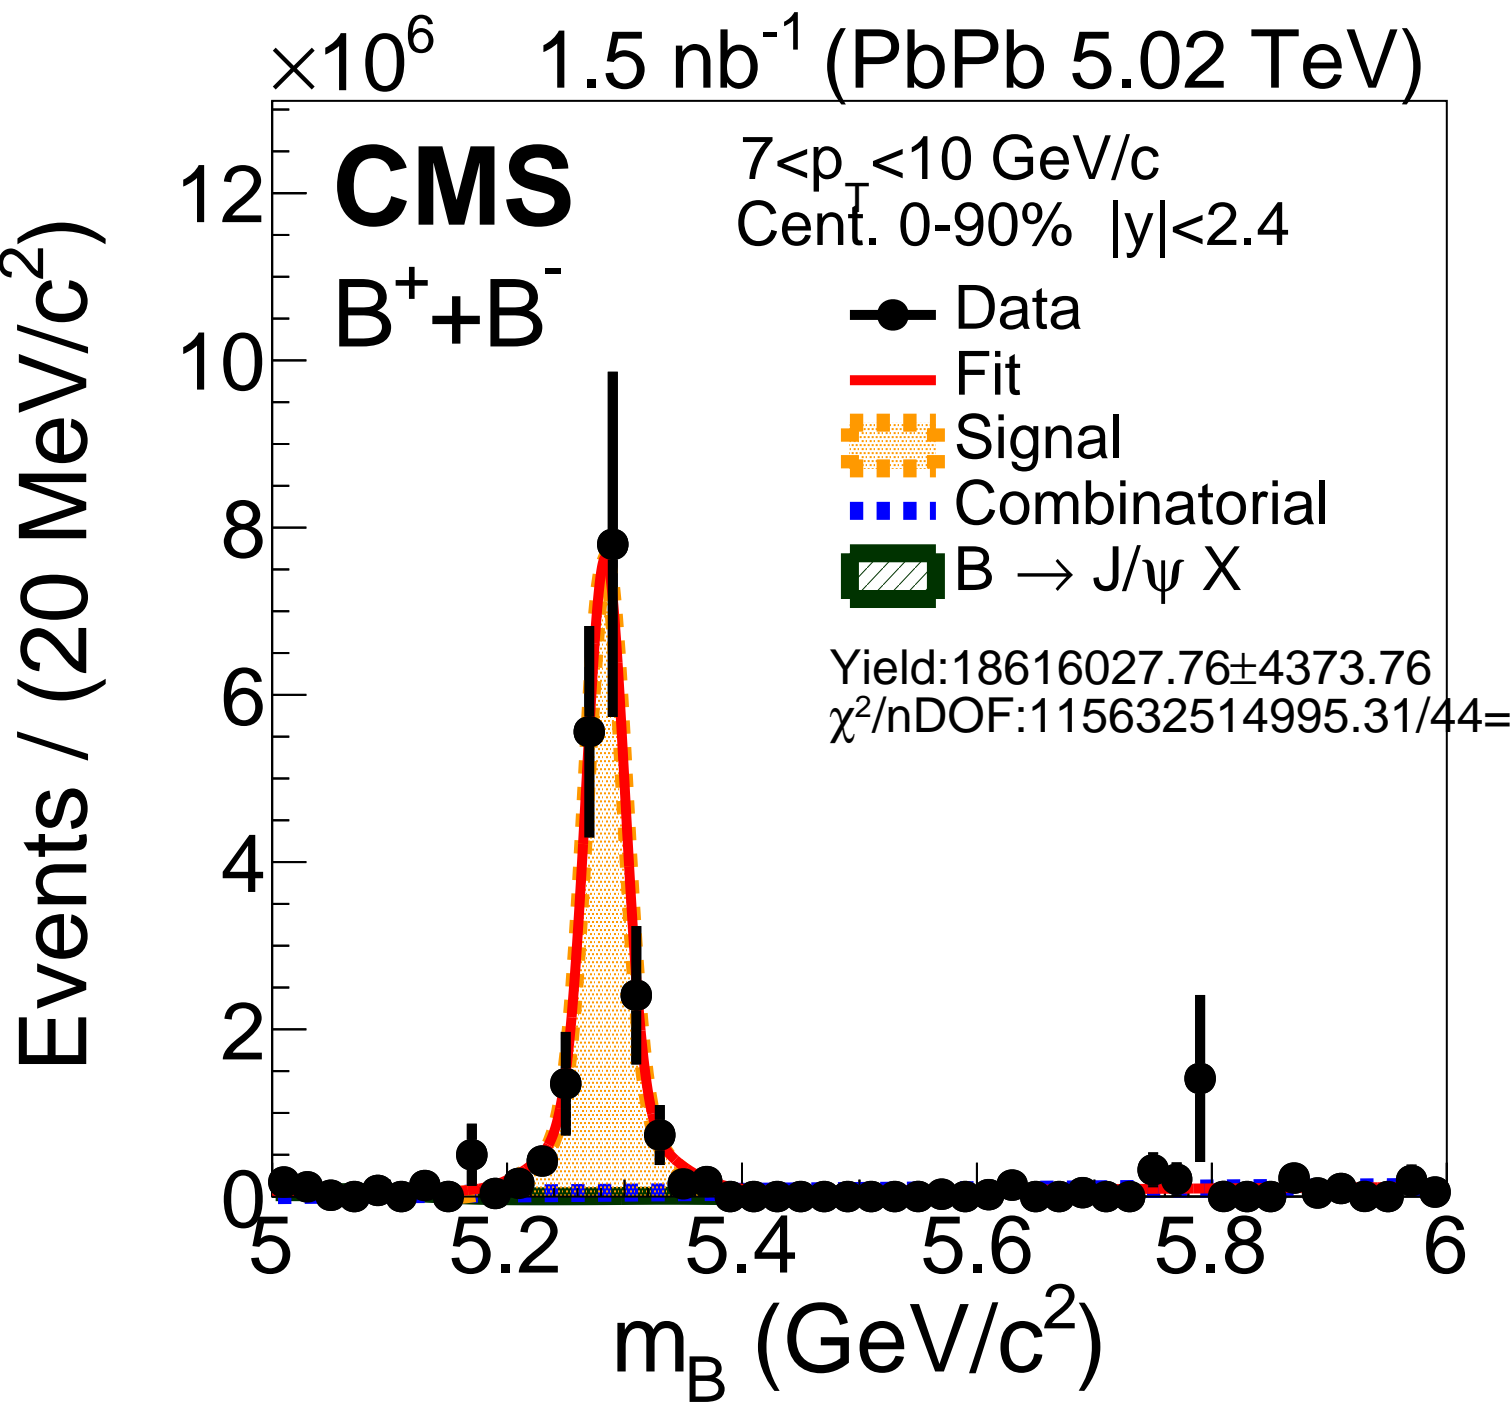 ×10⁶ 1.5 nb⁻¹ (PbPb 5.02 TeV)
CMS
B⁺+B⁻
7<p_T<10 GeV/c
Cent. 0-90% |y|<2.4
Data
Fit
Signal
Combinatorial
B → J/ψ X
Yield:18616027.76±4373.76
χ²/nDOF:115632514995.31/44=
Events / (20 MeV/c²)
12
10
8
6
4
2
0
5 5.2 5.4 5.6 5.8 6
m_B (GeV/c²)